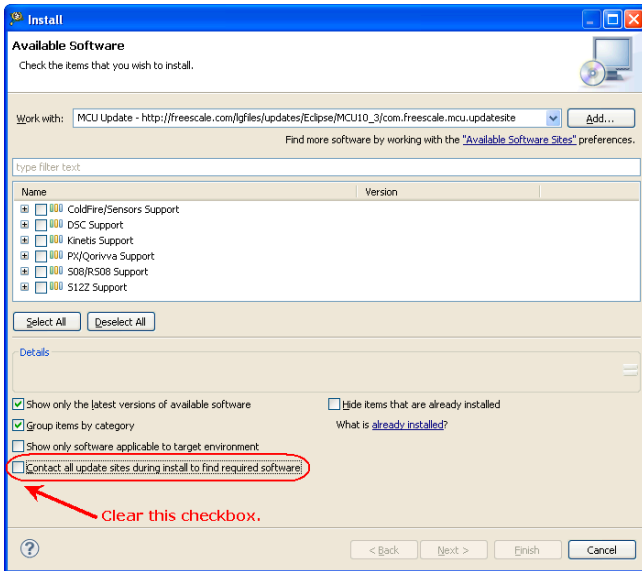 Install
Available Software
Check the items that you wish to install.
Work with: MCU Update - http://freescale.com/lgfiles/updates/Eclipse/MCU10_3/com.freescale.mcu.updatesite Add...
Find more software by working with the "Available Software Sites" preferences.
type filter text
Name Version
ColdFire/Sensors Support
DSC Support
Kinetis Support
PX/Qorivva Support
S08/RS08 Support
S12Z Support
Select All Deselect All
Details
Show only the latest versions of available software Hide items that are already installed
Group items by category What is already installed?
Show only software applicable to target environment
Contact all update sites during install to find required software
Clear this checkbox.
? < Back Next > Finish Cancel